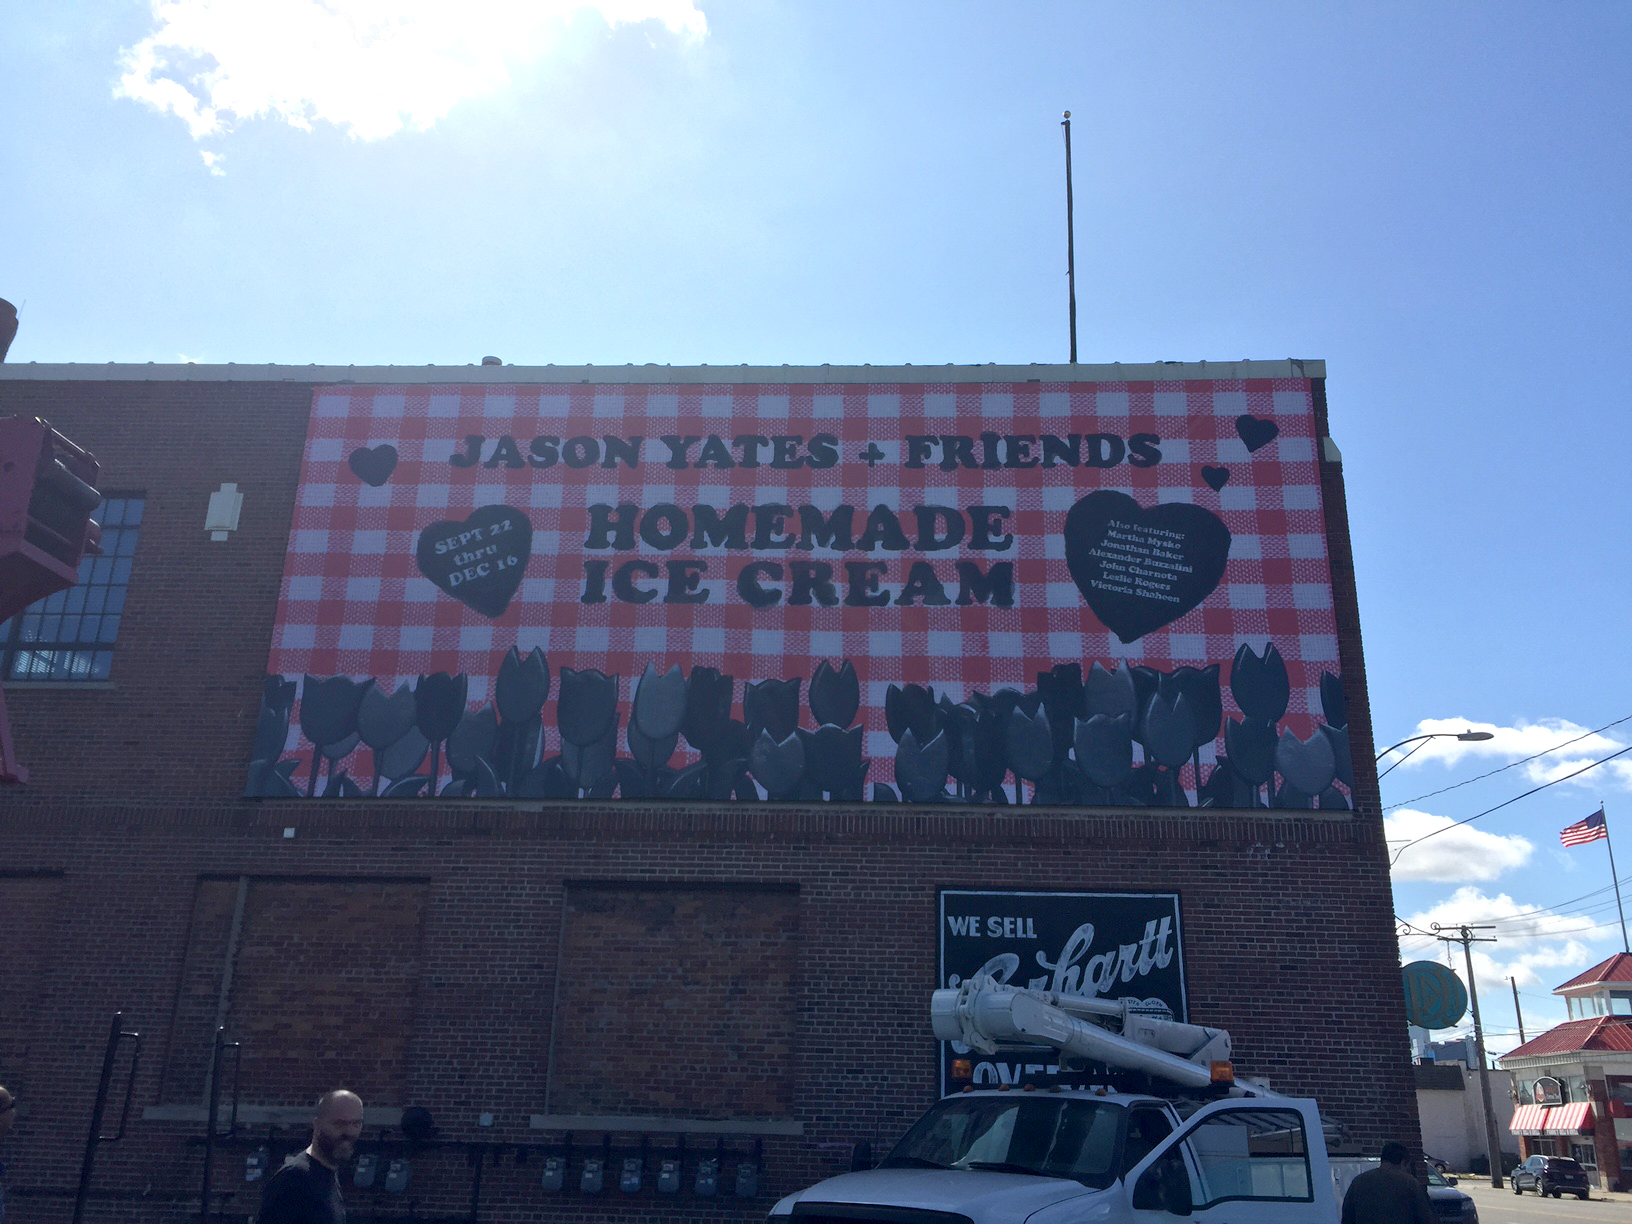 JASON YATES + FRIENDS
HOMEMADE
ICE CREAM
SEPT 22
thru
DEC 16
Also featuring:
Martha Mysko
Jonathan Baker
Alexander Buzzalini
John Charnota
Leslie Rogers
Victoria Shaheen
WE SELL
Carhartt